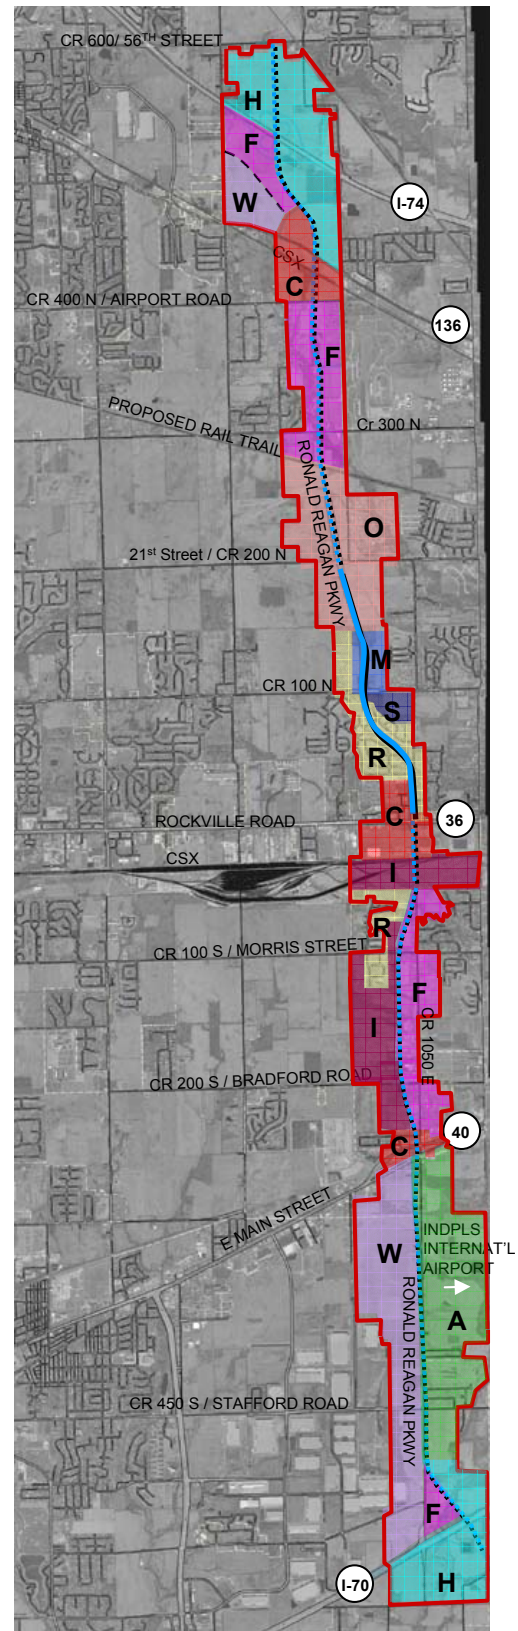 CR 600/ 56TH STREET
H
F
W
I-74
CSX
C
CR 400 N / AIRPORT ROAD
136
F
PROPOSED RAIL TRAIL
Cr 300 N
RONALD REAGAN PKWY
O
21st Street / CR 200 N
M
CR 100 N
S
R
C
36
ROCKVILLE ROAD
CSX
I
R
CR 100 S / MORRIS STREET
F
I
CR 1050 E
CR 200 S / BRADFORD ROAD
40
C
E MAIN STREET
W
INDPLS
INTERNAT'L
AIRPORT
RONALD REAGAN PKWY
A
CR 450 S / STAFFORD ROAD
F
I-70
H